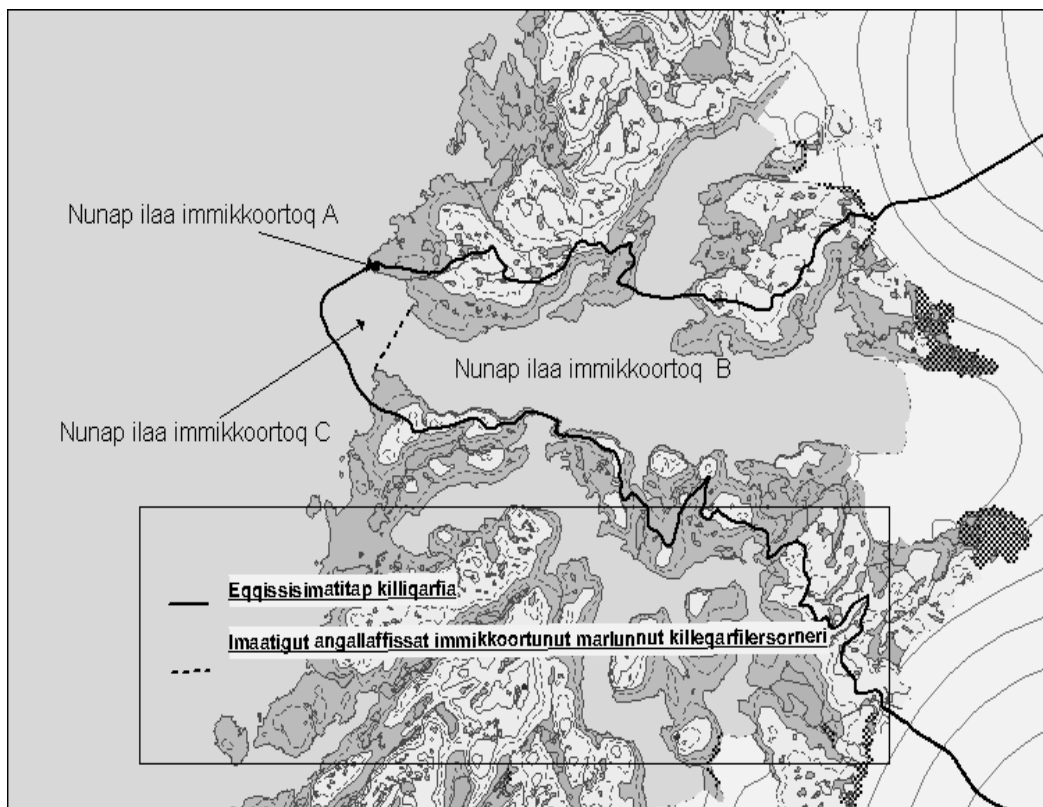 Nunap ilaa immikkoortoq A
Nunap ilaa immikkoortoq B
Nunap ilaa immikkoortoq C
Eqqissisimatitap killiqarfia
Imaatigut angallaffissat immikkoortunut marlunnut killeqarfilersorneri